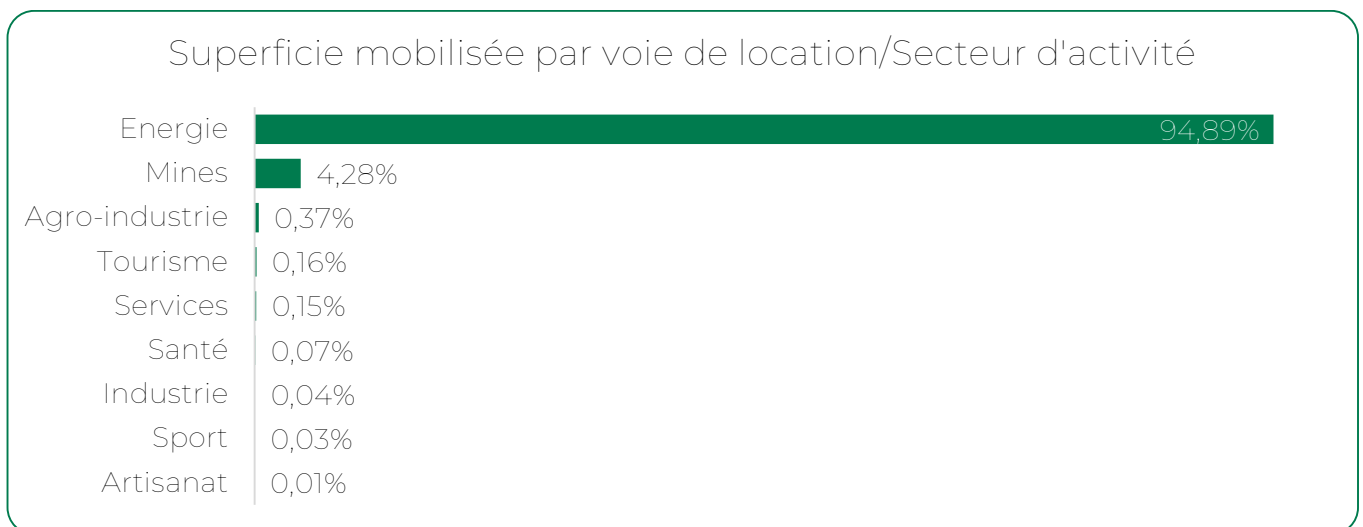 Superficie mobilisée par voie de location/Secteur d'activité
Energie 94,89%
Mines 4,28%
Agro-industrie 0,37%
Tourisme 0,16%
Services 0,15%
Santé 0,07%
Industrie 0,04%
Sport 0,03%
Artisanat 0,01%